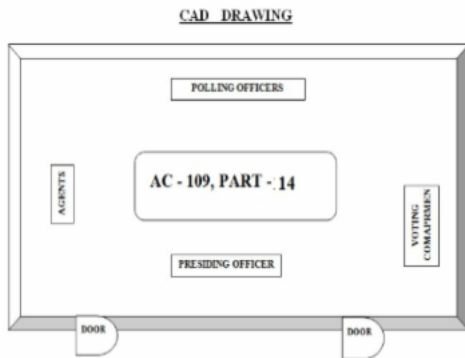 CAD DRAWING
POLLING OFFICERS
AGENTS
AC - 109, PART - 14
VOTING
COMAPRMEN
PRESIDING OFFICER
DOOR
DOOR